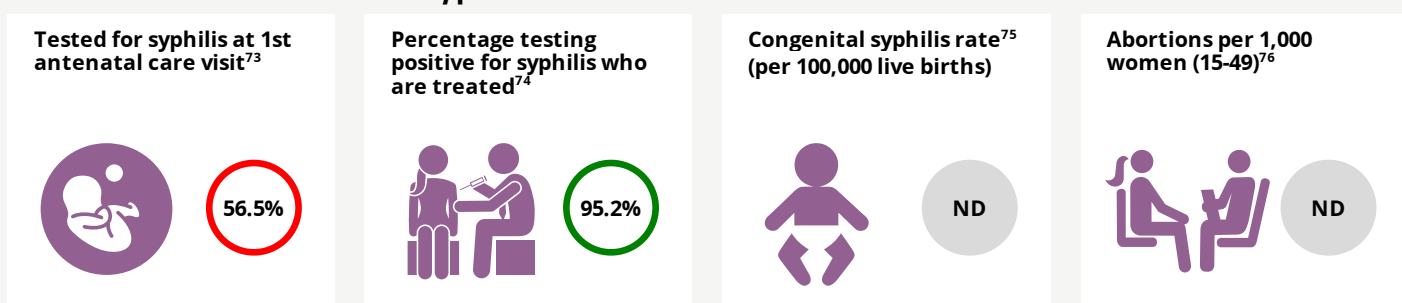 Tested for syphilis at 1st
antenatal care visit73
56.5%
Percentage testing
positive for syphilis who
are treated74
95.2%
Congenital syphilis rate75
(per 100,000 live births)
ND
Abortions per 1,000
women (15-49)76
ND